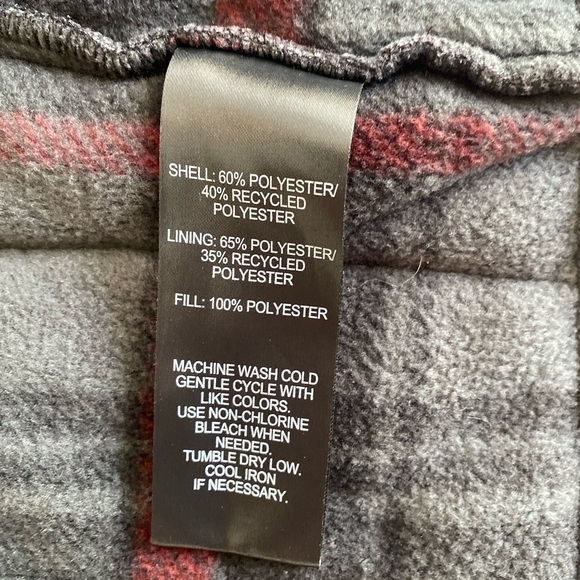 SHELL: 60% POLYESTER/
40% RECYCLED
POLYESTER
LINING: 65% POLYESTER/
35% RECYCLED
POLYESTER
FILL: 100% POLYESTER
MACHINE WASH COLD
GENTLE CYCLE WITH
LIKE COLORS.
USE NON-CHLORINE
BLEACH WHEN
NEEDED.
TUMBLE DRY LOW.
COOL IRON
IF NECESSARY.